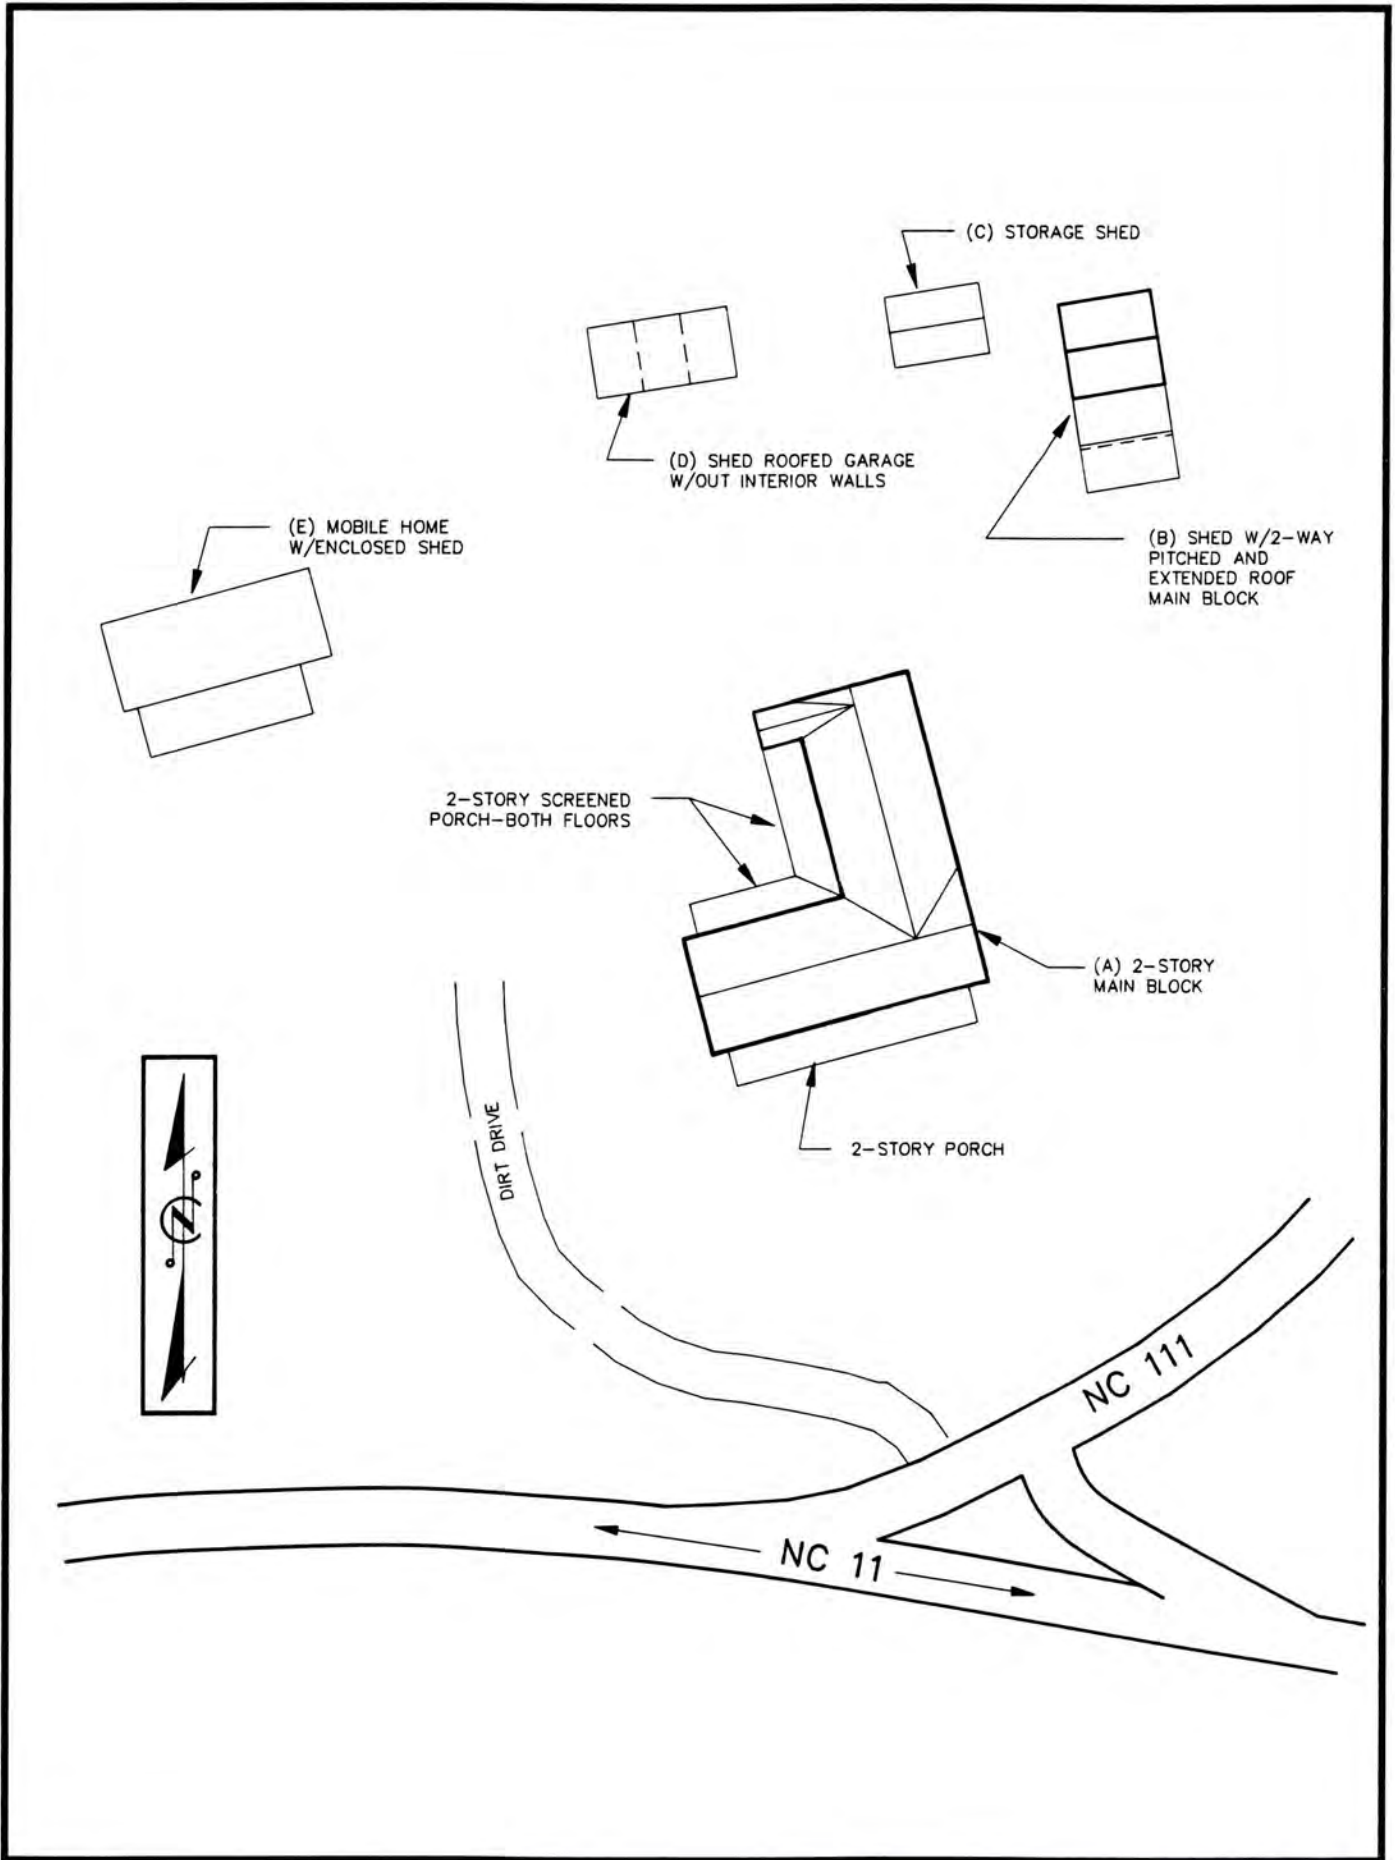 (C) STORAGE SHED
(D) SHED ROOFED GARAGE
W/OUT INTERIOR WALLS
(E) MOBILE HOME
W/ENCLOSED SHED
(B) SHED W/2-WAY
PITCHED AND
EXTENDED ROOF
MAIN BLOCK
2-STORY SCREENED
PORCH-BOTH FLOORS
(A) 2-STORY
MAIN BLOCK
2-STORY PORCH
DIRT DRIVE
N
NC 111
NC 11